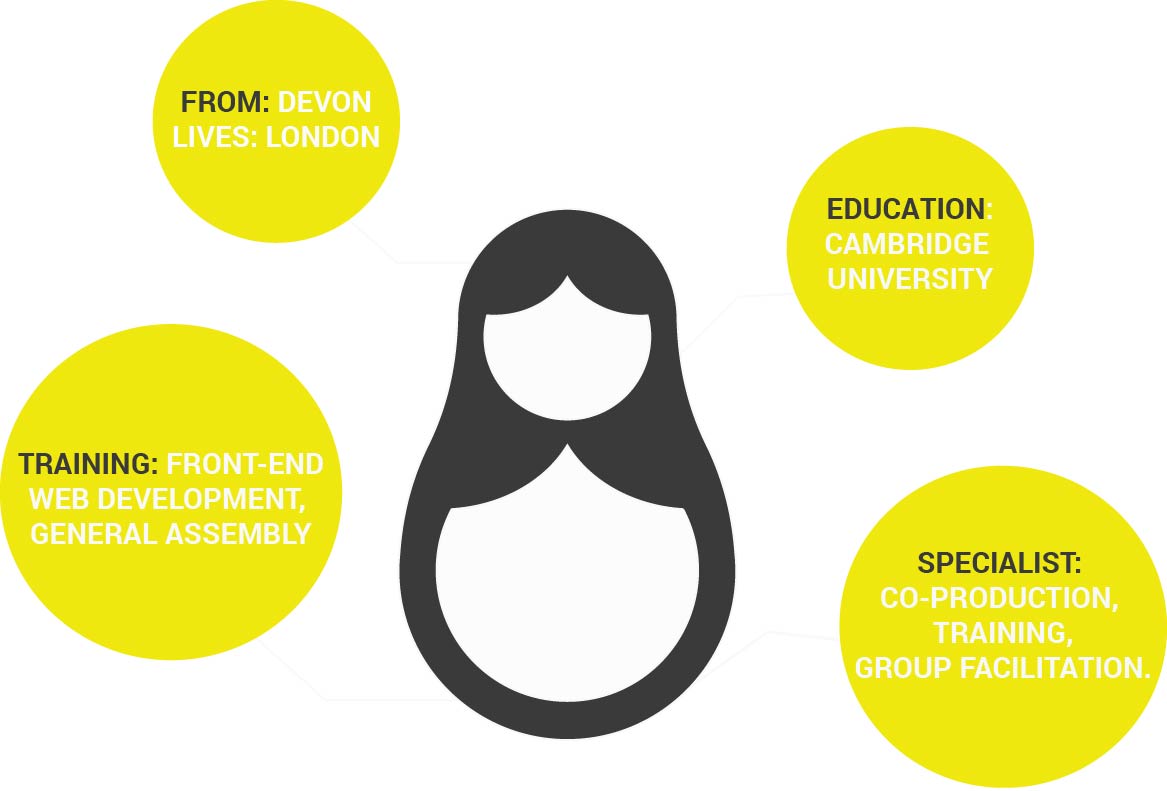 FROM: DEVON
LIVES: LONDON
EDUCATION:
CAMBRIDGE
UNIVERSITY
TRAINING: FRONT-END
WEB DEVELOPMENT,
GENERAL ASSEMBLY
SPECIALIST:
CO-PRODUCTION,
TRAINING,
GROUP FACILITATION.